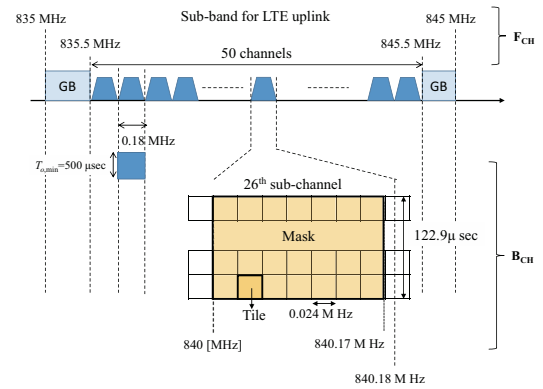 Sub-band for LTE uplink
835 MHz
845 MHz
835.5 MHz
845.5 MHz
50 channels
F_CH
GB
GB
0.18 MHz
T_o,min=500 μsec
26th sub-channel
Mask
122.9μ sec
B_CH
0.024 M Hz
Tile
840 [MHz]
840.17 M Hz
840.18 M Hz